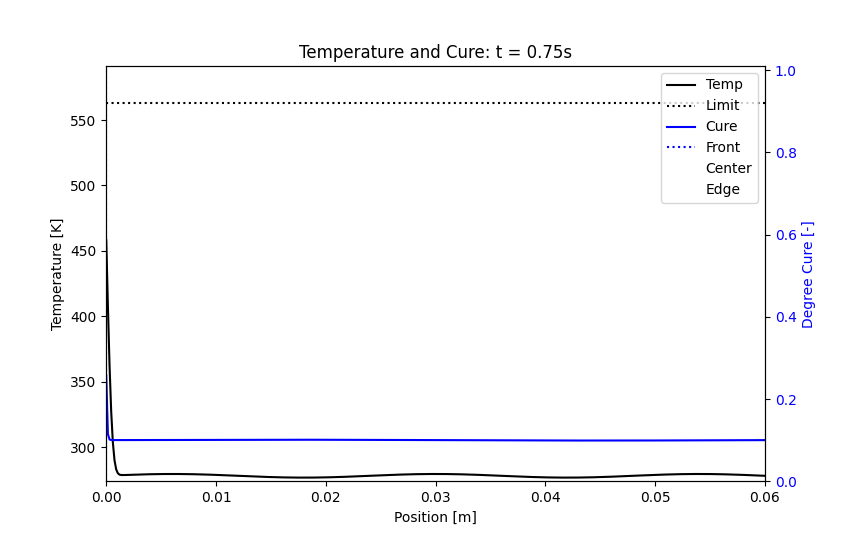 Temperature and Cure: t = 0.75s
Temp
Limit
Cure
Front
Center
Edge
550
500
450
400
350
300
Temperature [K]
1.0
0.8
0.6
0.4
0.2
0.0
Degree Cure [-]
0.00 0.01 0.02 0.03 0.04 0.05 0.06
Position [m]